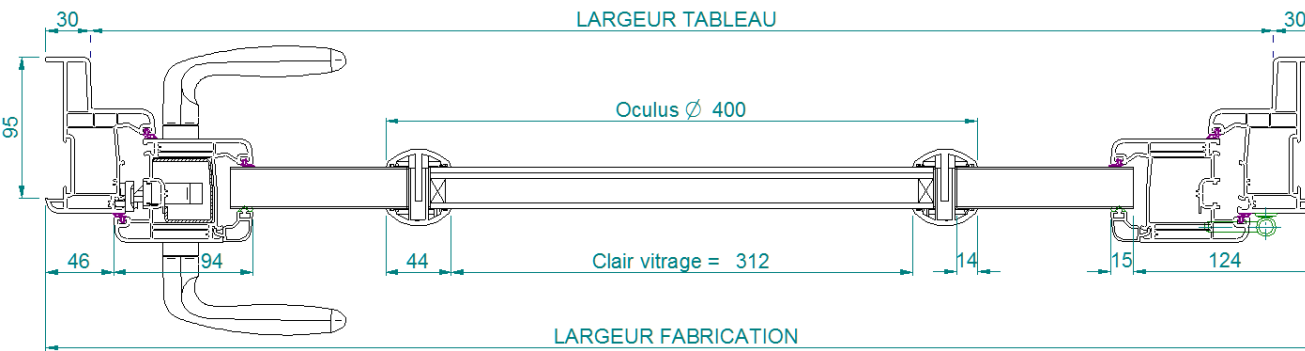 30 LARGEUR TABLEAU 30
Oculus Ø 400
95
46 94 44 Clair vitrage = 312 14 15 124
LARGEUR FABRICATION